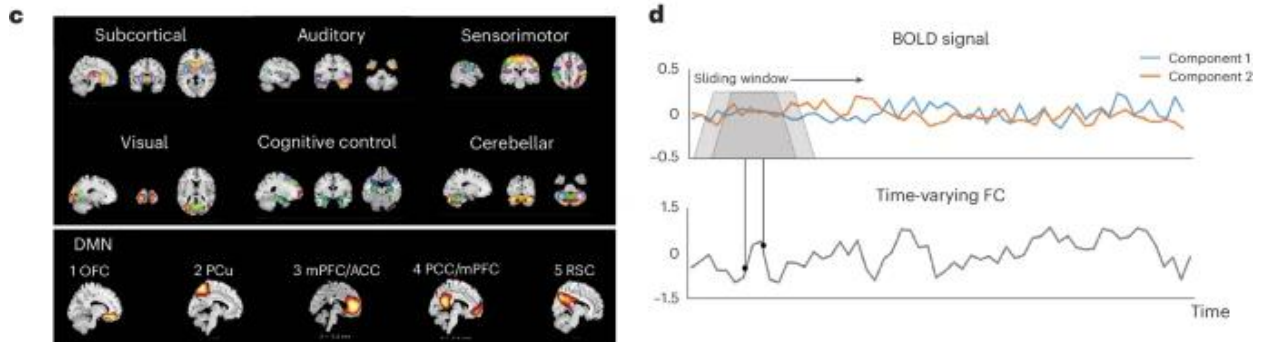 c
Subcortical Auditory Sensorimotor
Visual Cognitive control Cerebellar
DMN
1 OFC 2 PCu 3 mPFC/ACC 4 PCC/mPFC 5 RSC
d
BOLD signal
Component 1
Component 2
0.5
Sliding window
0
–0.5
Time-varying FC
1.5
0
–1.5
Time